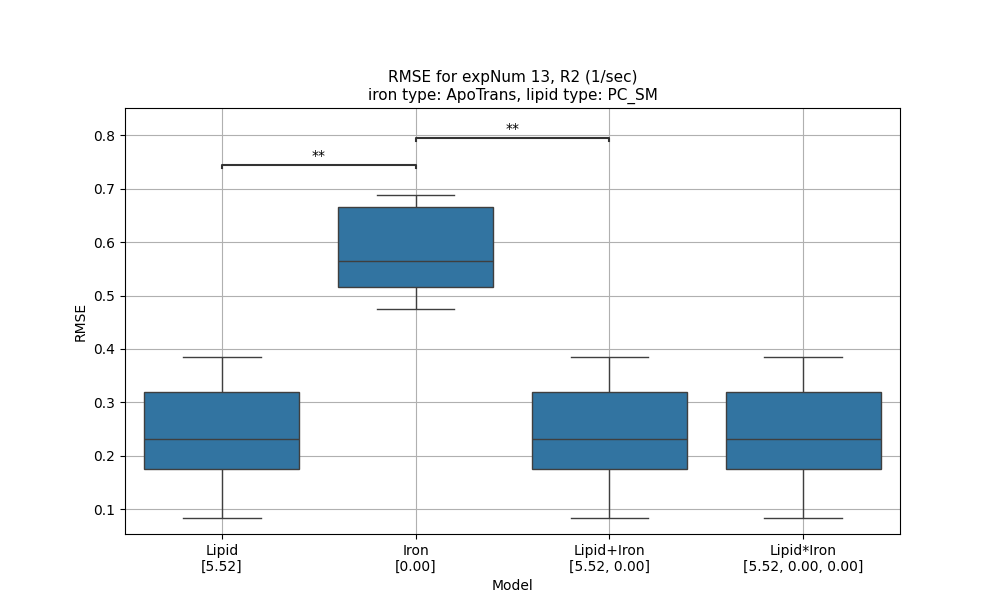 RMSE for expNum 13, R2 (1/sec)
iron type: ApoTrans, lipid type: PC_SM
**
**
0.8
0.7
0.6
0.5
0.4
0.3
0.2
0.1
RMSE
Lipid
[5.52]
Iron
[0.00]
Lipid+Iron
[5.52, 0.00]
Lipid*Iron
[5.52, 0.00, 0.00]
Model